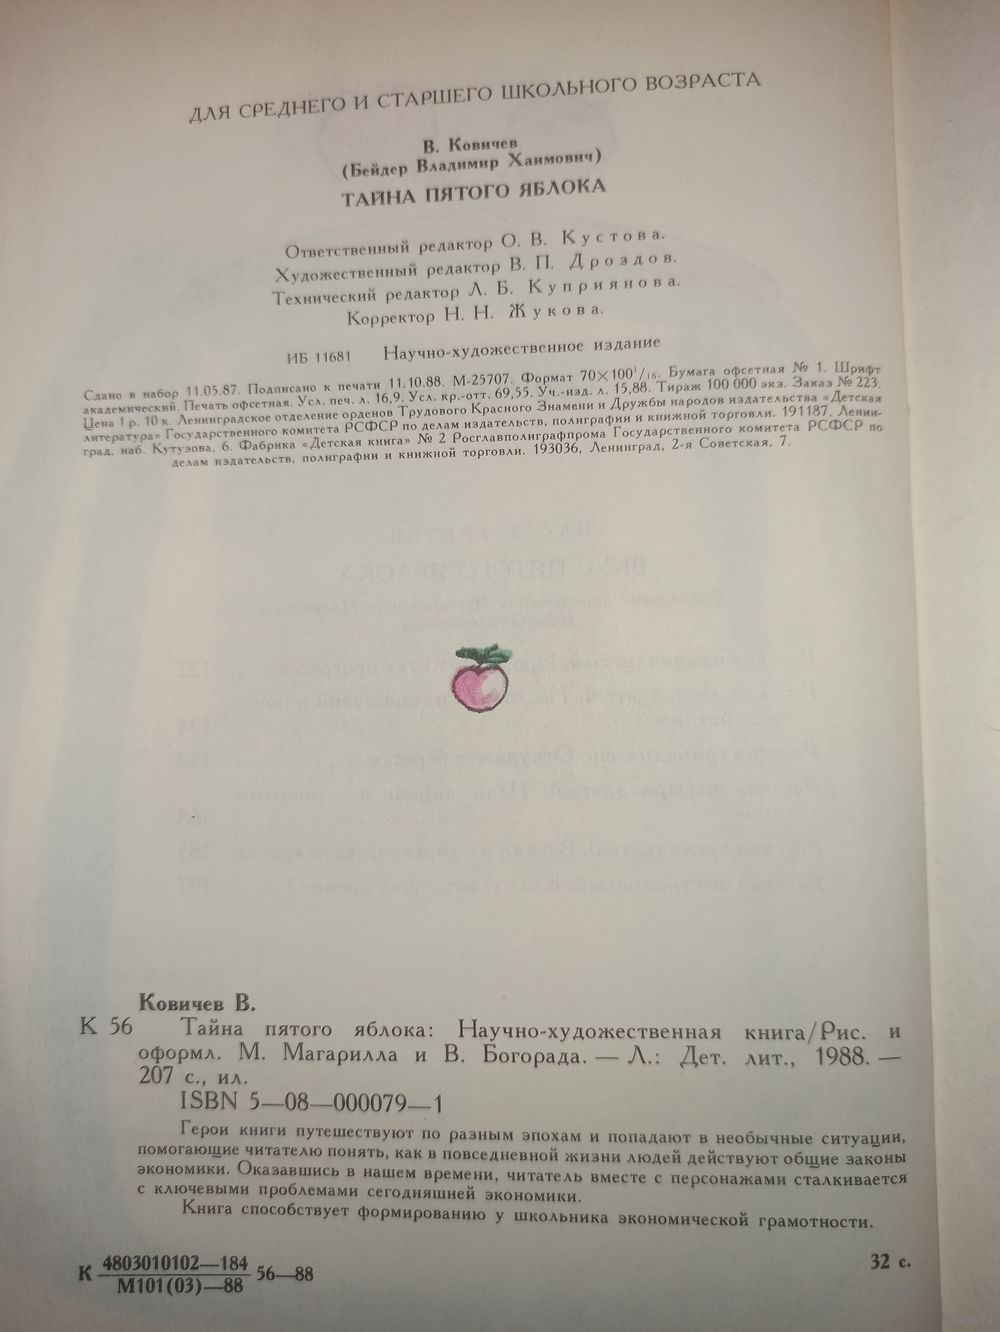 ДЛЯ СРЕДНЕГО И СТАРШЕГО ШКОЛЬНОГО ВОЗРАСТА
В. Ковичев
(Бейдер Владимир Хаимович)
ТАЙНА ПЯТОГО ЯБЛОКА
Ответственный редактор О. В. Кустова.
Художественный редактор В. П. Дроздов.
Технический редактор Л. Б. Куприянова.
Корректор Н. Н. Жукова.
ИБ 11681 Научно-художественное издание
Сдано в набор 11.05.87. Подписано к печати 11.10.88. М-25707. Формат 70×100¹/₁₆. Бумага офсетная № 1. Шрифт
академический. Печать офсетная. Усл. печ. л. 16,9. Усл. кр.-отт. 69,55. Уч.-изд. л. 15,88. Тираж 100 000 экз. Заказ № 223.
Цена 1 р. 10 к. Ленинградское отделение орденов Трудового Красного Знамени и Дружбы народов издательства «Детская
литература» Государственного комитета РСФСР по делам издательств, полиграфии и книжной торговли. 191187, Ленин-
град, наб. Кутузова, 6. Фабрика «Детская книга» № 2 Росглавполиграфпрома Государственного комитета РСФСР по
делам издательств, полиграфии и книжной торговли. 193036, Ленинград, 2-я Советская, 7.
Ковичев В.
К 56 Тайна пятого яблока: Научно-художественная книга/Рис. и
оформл. М. Магарилла и В. Богорада. — Л.: Дет. лит., 1988. —
207 с., ил.
ISBN 5—08—000079—1
Герои книги путешествуют по разным эпохам и попадают в необычные ситуации,
помогающие читателю понять, как в повседневной жизни людей действуют общие законы
экономики. Оказавшись в нашем времени, читатель вместе с персонажами сталкивается
с ключевыми проблемами сегодняшней экономики.
Книга способствует формированию у школьника экономической грамотности.
К 4803010102—184 56—88
М101(03)—88
32 с.